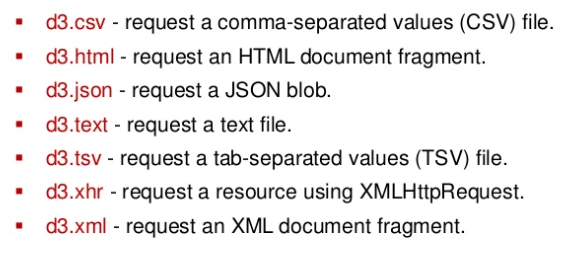 ▪ d3.csv - request a comma-separated values (CSV) file.
▪ d3.html - request an HTML document fragment.
▪ d3.json - request a JSON blob.
▪ d3.text - request a text file.
▪ d3.tsv - request a tab-separated values (TSV) file.
▪ d3.xhr - request a resource using XMLHttpRequest.
▪ d3.xml - request an XML document fragment.